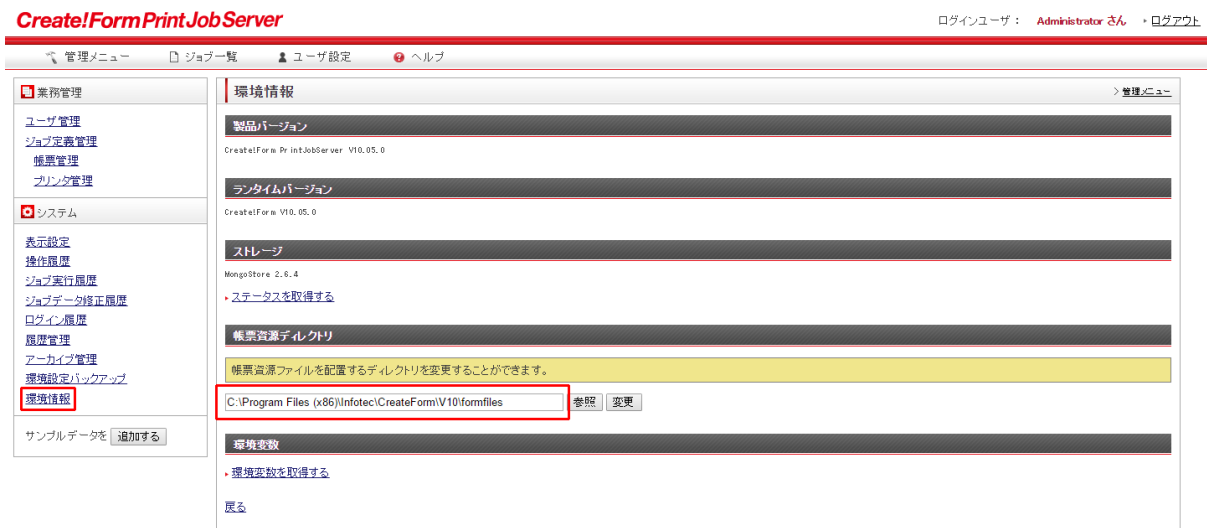 Create!Form PrintJobServer
ログインユーザ： Administrator さん ログアウト
管理メニュー ジョブ一覧 ユーザ設定 ヘルプ
業務管理
ユーザ管理
ジョブ定義管理
帳票管理
プリンタ管理
システム
表示設定
操作履歴
ジョブ実行履歴
ジョブデータ修正履歴
ログイン履歴
履歴管理
アーカイブ管理
環境設定バックアップ
環境情報
サンプルデータを 追加する
環境情報
＞管理メニュー
製品バージョン
Create!Form PrintJobServer V10.05.0
ランタイムバージョン
Create!Form V10.05.0
ストレージ
MongoStore 2.6.4
ステータスを取得する
帳票資源ディレクトリ
帳票資源ファイルを配置するディレクトリを変更することができます。
C:\Program Files (x86)\Infotec\CreateForm\V10\formfiles 参照 変更
環境変数
環境変数を取得する
戻る